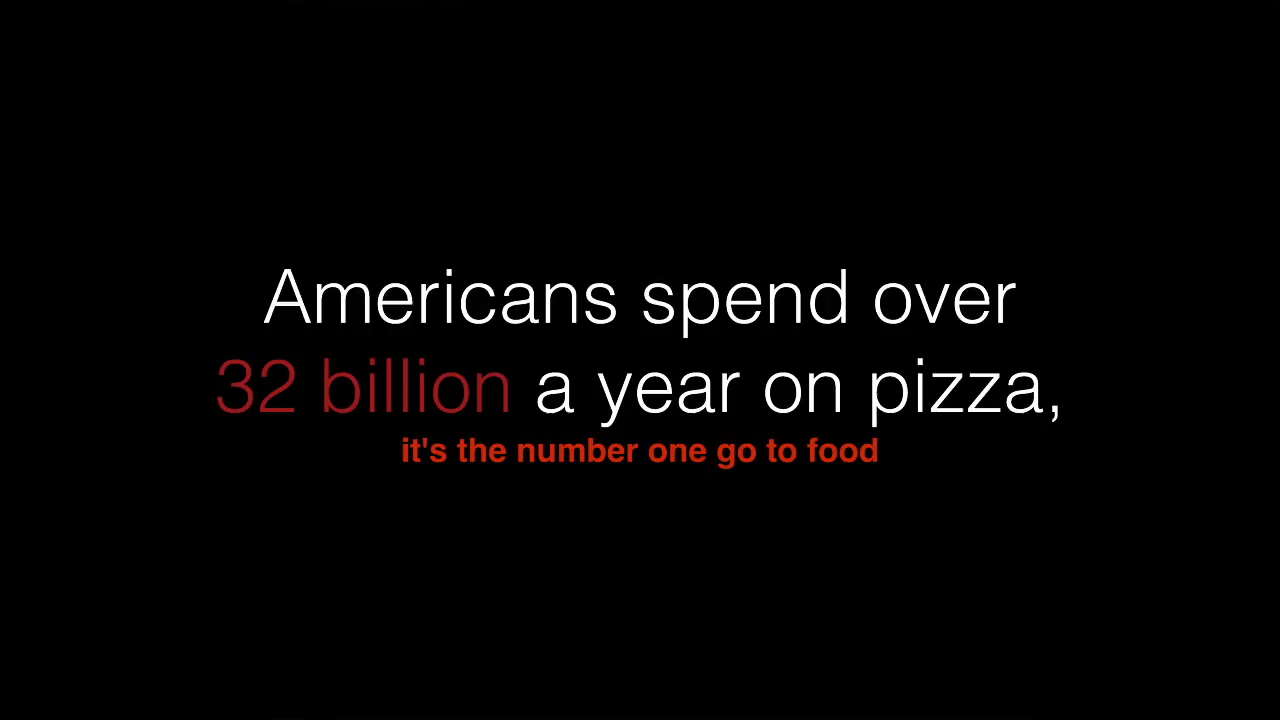 Americans spend over
32 billion a year on pizza,
it's the number one go to food